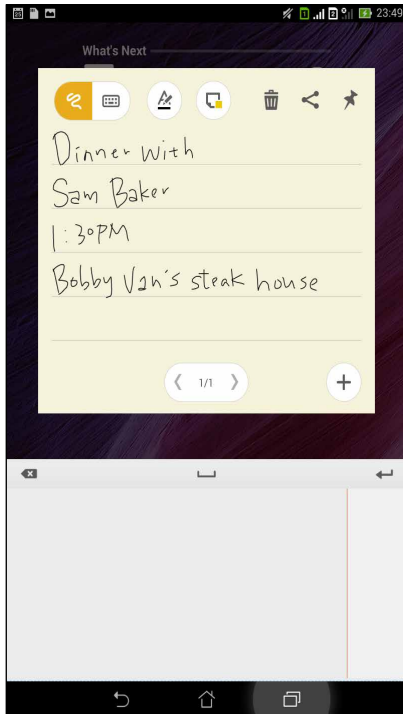 23:49
What's Next
Dinner with
Sam Baker
1:30PM
Bobby Van's steak house
1/1